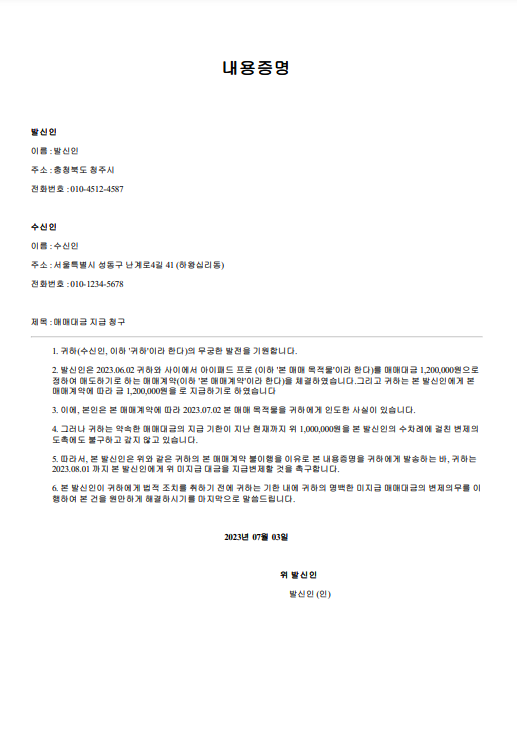 내용증명
발신인
이름 : 발신인
주소 : 충청북도 청주시
전화번호 : 010-4512-4587
수신인
이름 : 수신인
주소 : 서울특별시 성동구 난계로4길 41 (하왕십리동)
전화번호 : 010-1234-5678
제목 : 매매대금 지급 청구
1. 귀하(수신인, 이하 '귀하'이라 한다)의 무궁한 발전을 기원합니다.
2. 발신인은 2023.06.02 귀하와 사이에서 아이패드 프로 (이하 '본 매매 목적물'이라 한다)를 매매대금 1,200,000원으로
정하여 매도하기로 하는 매매계약(이하 '본 매매계약'이라 한다)을 체결하였습니다.그리고 귀하는 본 발신인에게 본
매매계약에 따라 금 1,200,000원을 로 지급하기로 하였습니다
3. 이에, 본인은 본 매매계약에 따라 2023.07.02 본 매매 목적물을 귀하에게 인도한 사실이 있습니다.
4. 그러나 귀하는 약속한 매매대금의 지급 기한이 지난 현재까지 위 1,000,000원을 본 발신인의 수차례에 걸친 변제의
독촉에도 불구하고 갚지 않고 있습니다.
5. 따라서, 본 발신인은 위와 같은 귀하의 본 매매계약 불이행을 이유로 본 내용증명을 귀하에게 발송하는 바, 귀하는
2023.08.01 까지 본 발신인에게 위 미지급 대금을 지급변제할 것을 촉구합니다.
6. 본 발신인이 귀하에게 법적 조치를 취하기 전에 귀하는 기한 내에 귀하의 명백한 미지급 매매대금의 변제의무를 이
행하여 본 건을 원만하게 해결하시기를 마지막으로 말씀드립니다.
2023년 07월 03일
위 발신인
발신인 (인)